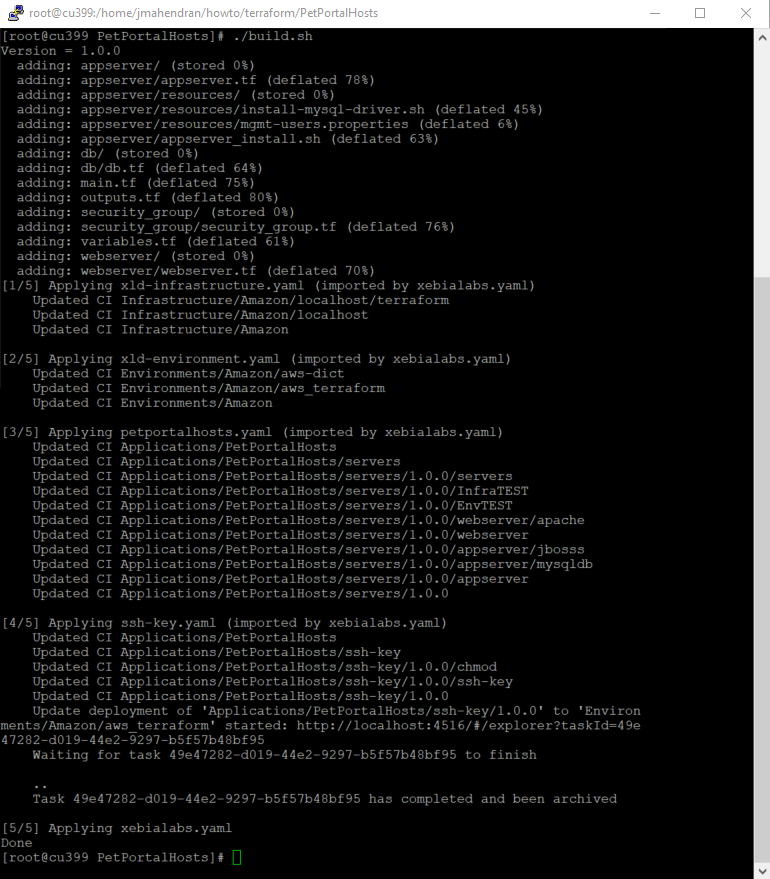 root@cu399:/home/jmahendran/howto/terraform/PetPortalHosts
[root@cu399 PetPortalHosts]# ./build.sh
Version = 1.0.0
  adding: appserver/ (stored 0%)
  adding: appserver/appserver.tf (deflated 78%)
  adding: appserver/resources/ (stored 0%)
  adding: appserver/resources/install-mysql-driver.sh (deflated 45%)
  adding: appserver/resources/mgmt-users.properties (deflated 6%)
  adding: appserver/appserver_install.sh (deflated 63%)
  adding: db/ (stored 0%)
  adding: db/db.tf (deflated 64%)
  adding: main.tf (deflated 75%)
  adding: outputs.tf (deflated 80%)
  adding: security_group/ (stored 0%)
  adding: security_group/security_group.tf (deflated 76%)
  adding: variables.tf (deflated 61%)
  adding: webserver/ (stored 0%)
  adding: webserver/webserver.tf (deflated 70%)
[1/5] Applying xld-infrastructure.yaml (imported by xebialabs.yaml)
    Updated CI Infrastructure/Amazon/localhost/terraform
    Updated CI Infrastructure/Amazon/localhost
    Updated CI Infrastructure/Amazon

[2/5] Applying xld-environment.yaml (imported by xebialabs.yaml)
    Updated CI Environments/Amazon/aws-dict
    Updated CI Environments/Amazon/aws_terraform
    Updated CI Environments/Amazon

[3/5] Applying petportalhosts.yaml (imported by xebialabs.yaml)
    Updated CI Applications/PetPortalHosts
    Updated CI Applications/PetPortalHosts/servers
    Updated CI Applications/PetPortalHosts/servers/1.0.0/servers
    Updated CI Applications/PetPortalHosts/servers/1.0.0/InfraTEST
    Updated CI Applications/PetPortalHosts/servers/1.0.0/EnvTEST
    Updated CI Applications/PetPortalHosts/servers/1.0.0/webserver/apache
    Updated CI Applications/PetPortalHosts/servers/1.0.0/webserver
    Updated CI Applications/PetPortalHosts/servers/1.0.0/appserver/jbosss
    Updated CI Applications/PetPortalHosts/servers/1.0.0/appserver/mysqldb
    Updated CI Applications/PetPortalHosts/servers/1.0.0/appserver
    Updated CI Applications/PetPortalHosts/servers/1.0.0

[4/5] Applying ssh-key.yaml (imported by xebialabs.yaml)
    Updated CI Applications/PetPortalHosts
    Updated CI Applications/PetPortalHosts/ssh-key
    Updated CI Applications/PetPortalHosts/ssh-key/1.0.0/chmod
    Updated CI Applications/PetPortalHosts/ssh-key/1.0.0/ssh-key
    Updated CI Applications/PetPortalHosts/ssh-key/1.0.0
    Update deployment of 'Applications/PetPortalHosts/ssh-key/1.0.0' to 'Environ
ments/Amazon/aws_terraform' started: http://localhost:4516/#/explorer?taskId=49e
47282-d019-44e2-9297-b5f57b48bf95
    Waiting for task 49e47282-d019-44e2-9297-b5f57b48bf95 to finish

    ..
    Task 49e47282-d019-44e2-9297-b5f57b48bf95 has completed and been archived

[5/5] Applying xebialabs.yaml
Done
[root@cu399 PetPortalHosts]#